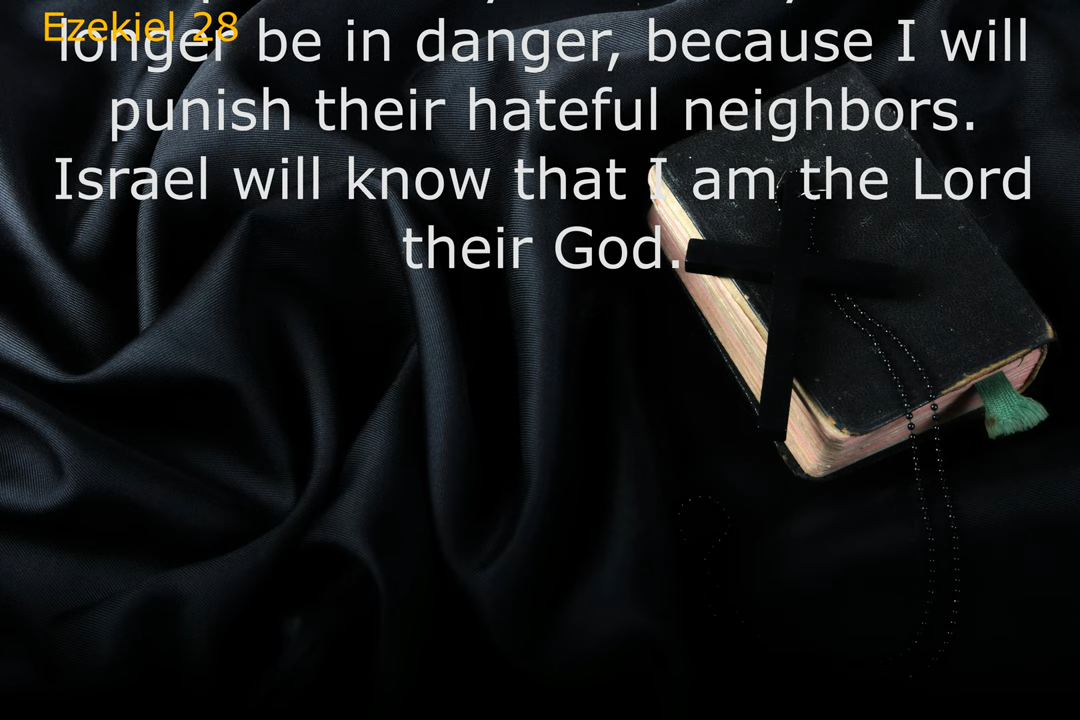 Ezekiel 28
longer be in danger, because I will
punish their hateful neighbors.
Israel will know that I am the Lord
their God.